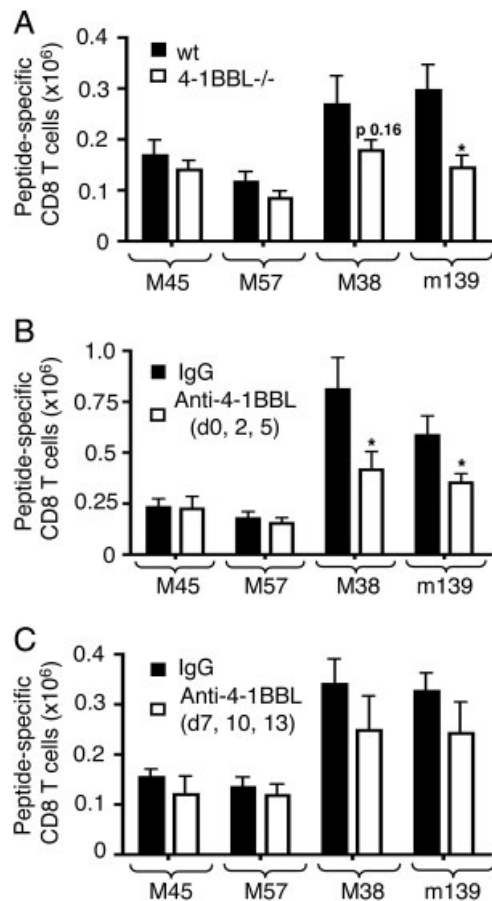 A
Peptide-specific
CD8 T cells (x10⁶)
0.4
0.3
0.2
0.1
0
wt
4-1BBL-/-
p 0.16
*
M45 M57 M38 m139
B
Peptide-specific
CD8 T cells (x10⁶)
1.0
0.75
0.5
0.25
0
IgG
Anti-4-1BBL
(d0, 2, 5)
* *
M45 M57 M38 m139
C
Peptide-specific
CD8 T cells (x10⁶)
0.4
0.3
0.2
0.1
0
IgG
Anti-4-1BBL
(d7, 10, 13)
M45 M57 M38 m139